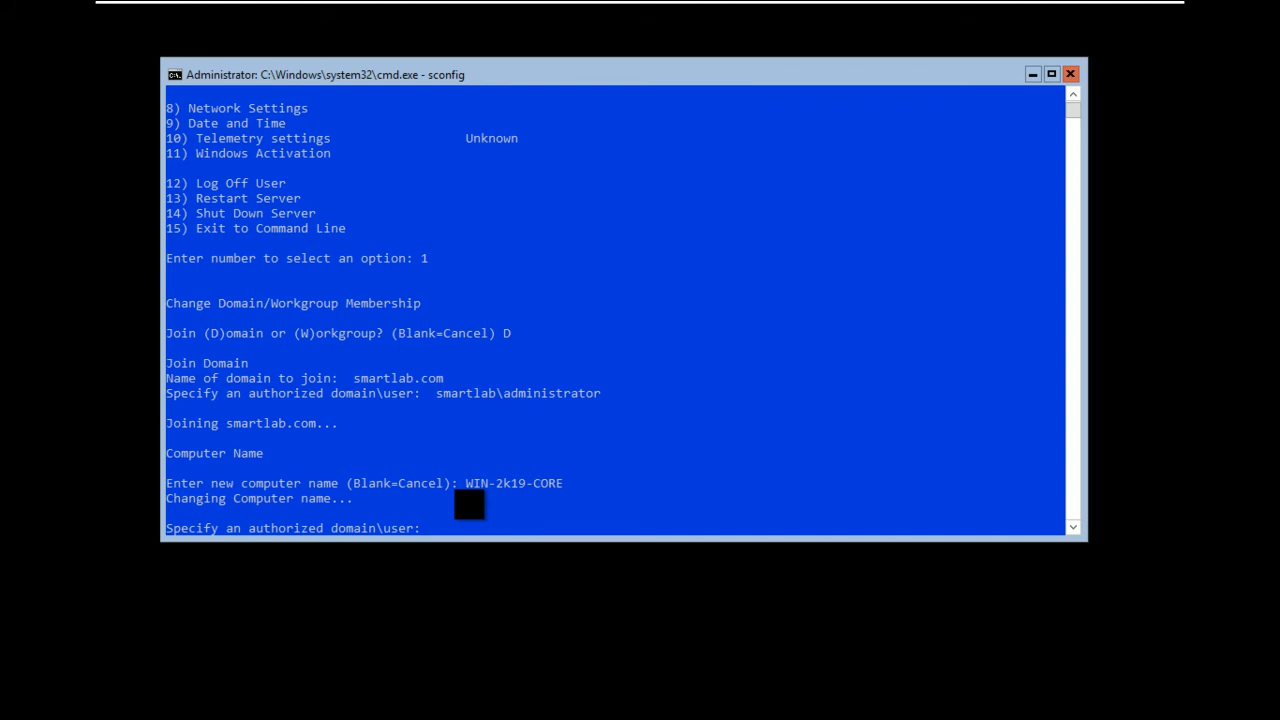 Administrator: C:\Windows\system32\cmd.exe - sconfig
8) Network Settings
9) Date and Time
10) Telemetry settings Unknown
11) Windows Activation
12) Log Off User
13) Restart Server
14) Shut Down Server
15) Exit to Command Line
Enter number to select an option: 1
Change Domain/Workgroup Membership
Join (D)omain or (W)orkgroup? (Blank=Cancel) D
Join Domain
Name of domain to join:  smartlab.com
Specify an authorized domain\user:  smartlab\administrator
Joining smartlab.com...
Computer Name
Enter new computer name (Blank=Cancel): WIN-2k19-CORE
Changing Computer name...
Specify an authorized domain\user: